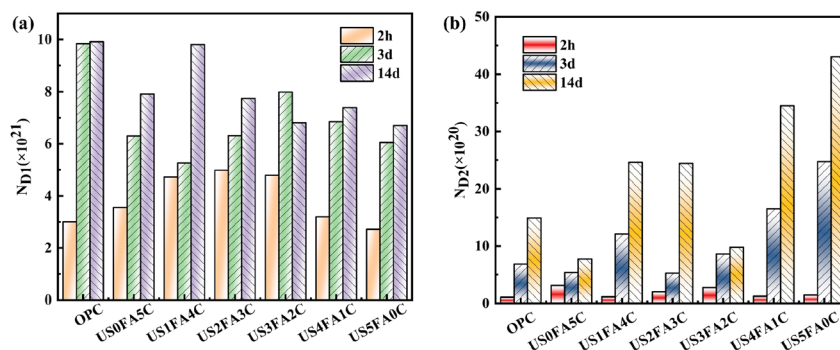 (a)
10
8
6
4
2
0
N_D1(×10^21)
2h
3d
14d
OPC
US0FA5C
US1FA4C
US2FA3C
US3FA2C
US4FA1C
US5FA0C
(b)
50
40
30
20
10
0
N_D2(×10^20)
2h
3d
14d
OPC
US0FA5C
US1FA4C
US2FA3C
US3FA2C
US4FA1C
US5FA0C